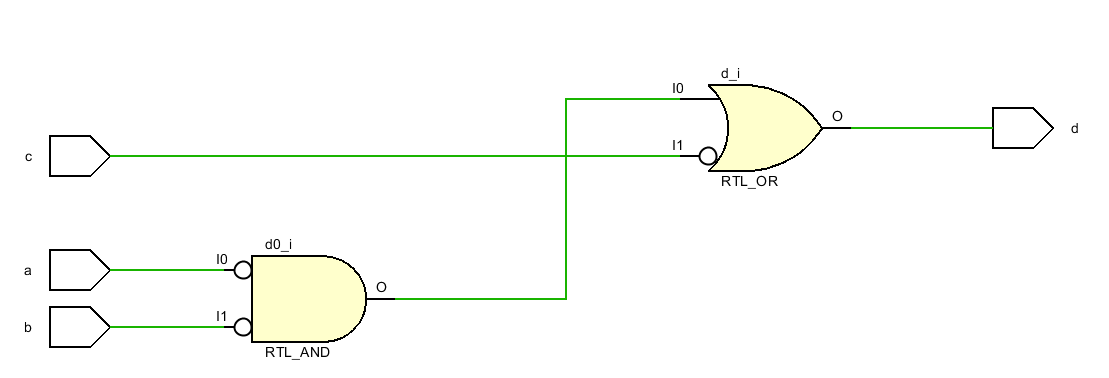 d_i
I0
O
d
c
I1
RTL_OR
d0_i
a
I0
O
b
I1
RTL_AND